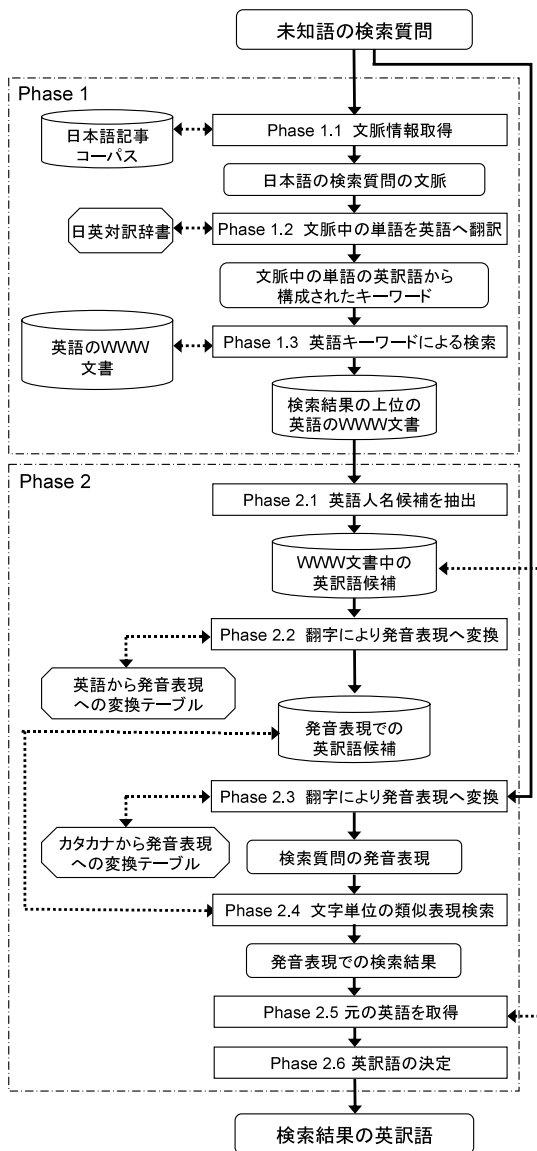 未知語の検索質問
Phase 1
日本語記事
コーパス
Phase 1.1 文脈情報取得
日本語の検索質問の文脈
日英対訳辞書
Phase 1.2 文脈中の単語を英語へ翻訳
文脈中の単語の英訳語から
構成されたキーワード
英語のWWW
文書
Phase 1.3 英語キーワードによる検索
検索結果の上位の
英語のWWW文書
Phase 2
Phase 2.1 英語人名候補を抽出
WWW文書中の
英訳語候補
Phase 2.2 翻字により発音表現へ変換
英語から発音表現
への変換テーブル
発音表現での
英訳語候補
Phase 2.3 翻字により発音表現へ変換
カタカナから発音表現
への変換テーブル
検索質問の発音表現
Phase 2.4 文字単位の類似表現検索
発音表現での検索結果
Phase 2.5 元の英語を取得
Phase 2.6 英訳語の決定
検索結果の英訳語